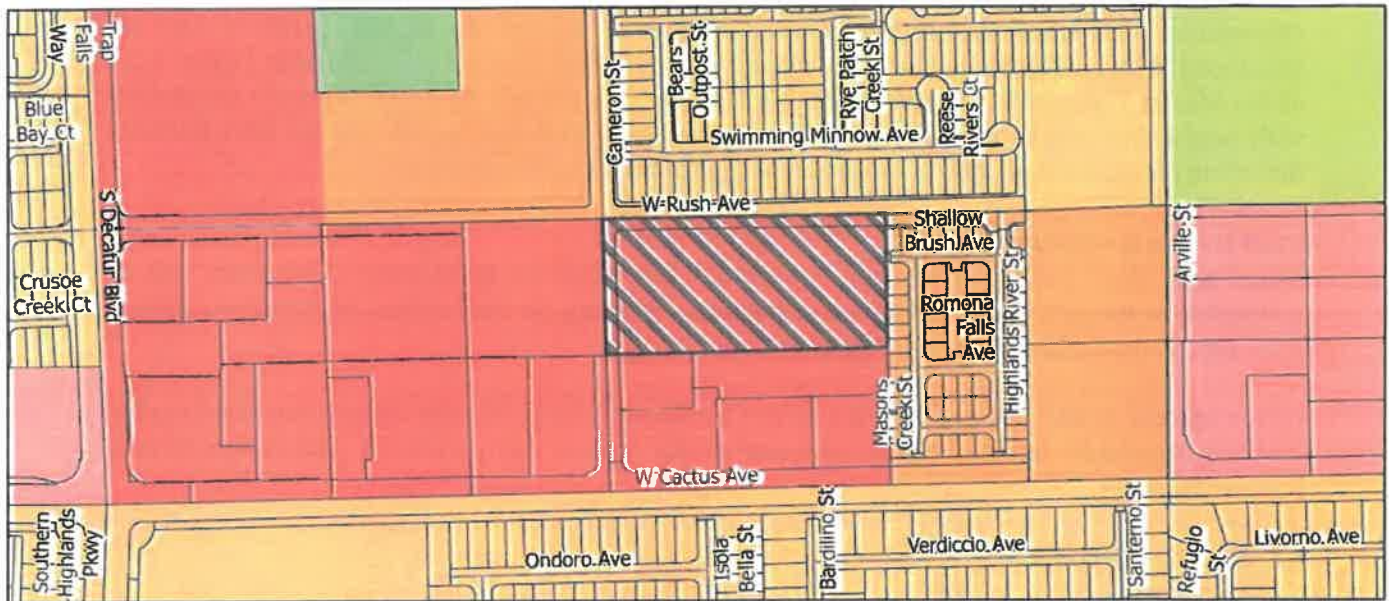 Trap
Falls
Way
Blue
Bay Ct
S Decatur Blvd
Crusoe
Creek Ct
Southern
Highlands
Pkwy
Cameron St
Bears
Outpost St
Rye Patch
Creek St
Reese
Rivers Ct
Swimming Minnow Ave
W Rush Ave
Shallow
Brush Ave
Romona
Falls
Ave
Highlands River St
Masons
Creek St
Arville St
W Cactus Ave
Ondoro Ave
Isola
Bella St
Bardilino St
Verdiccio Ave
Santerno St
Refugio
St
Livorno Ave